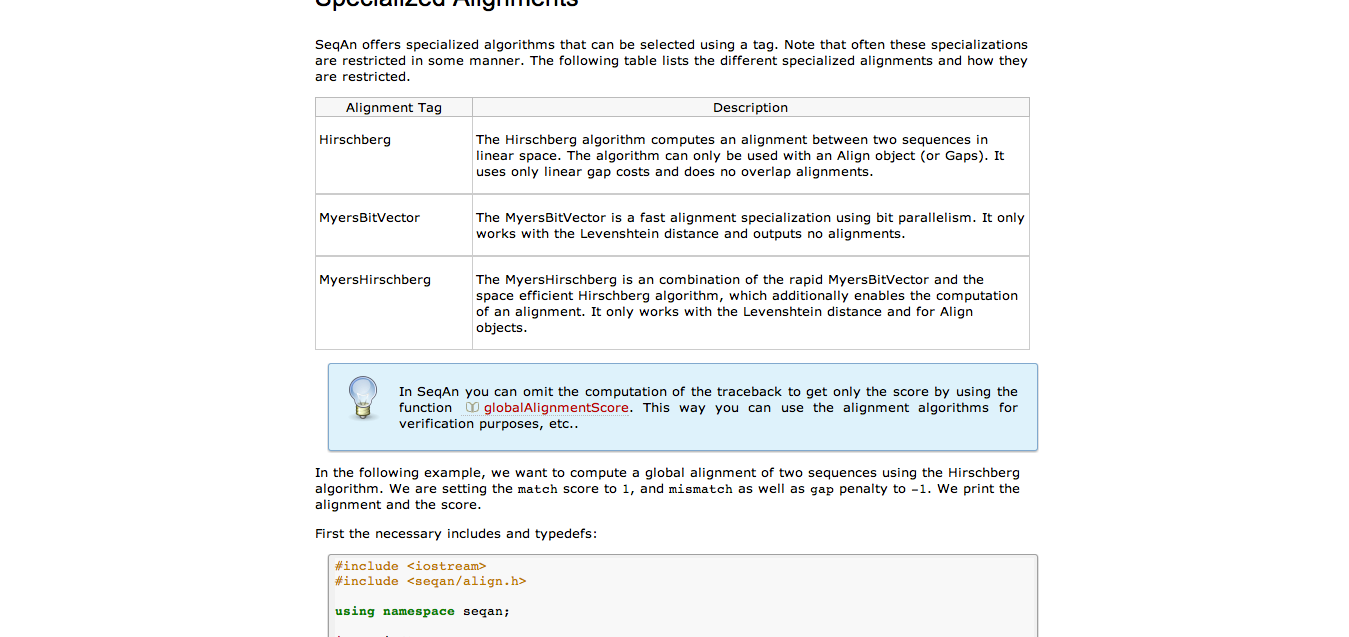 Specialized Alignments
SeqAn offers specialized algorithms that can be selected using a tag. Note that often these specializations
are restricted in some manner. The following table lists the different specialized alignments and how they
are restricted.
Alignment Tag Description
Hirschberg The Hirschberg algorithm computes an alignment between two sequences in
linear space. The algorithm can only be used with an Align object (or Gaps). It
uses only linear gap costs and does no overlap alignments.
MyersBitVector The MyersBitVector is a fast alignment specialization using bit parallelism. It only
works with the Levenshtein distance and outputs no alignments.
MyersHirschberg The MyersHirschberg is an combination of the rapid MyersBitVector and the
space efficient Hirschberg algorithm, which additionally enables the computation
of an alignment. It only works with the Levenshtein distance and for Align
objects.
In SeqAn you can omit the computation of the traceback to get only the score by using the
function globalAlignmentScore. This way you can use the alignment algorithms for
verification purposes, etc..
In the following example, we want to compute a global alignment of two sequences using the Hirschberg
algorithm. We are setting the match score to 1, and mismatch as well as gap penalty to -1. We print the
alignment and the score.
First the necessary includes and typedefs:
#include <iostream>
#include <seqan/align.h>
using namespace seqan;